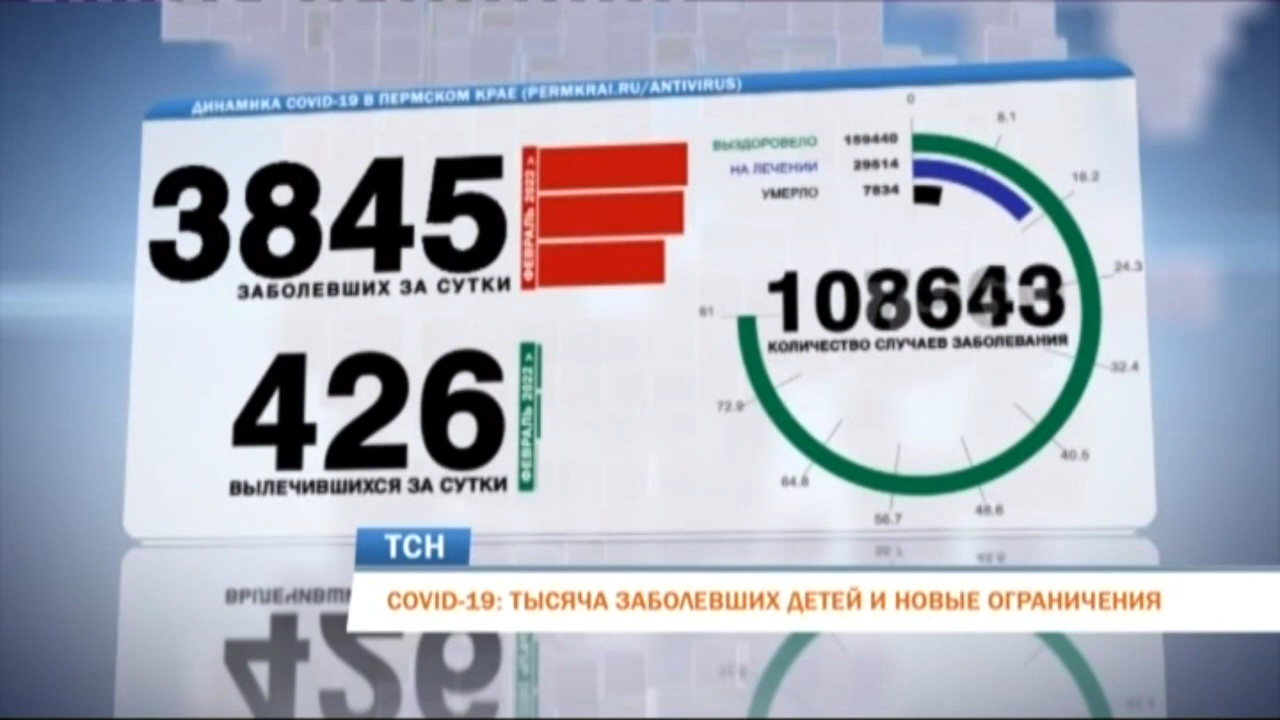 ДИНАМИКА COVID-19 В ПЕРМСКОМ КРАЕ (PERMKRAI.RU/ANTIVIRUS)
3845
ЗАБОЛЕВШИХ ЗА СУТКИ
ФЕВРАЛЬ 2022 >
426
ВЫЛЕЧИВШИХСЯ ЗА СУТКИ
ФЕВРАЛЬ 2022 >
ВЫЗДОРОВЕЛО 159440
НА ЛЕЧЕНИИ 29514
УМЕРЛО 7834
0
8.1
16.2
24.3
32.4
40.5
48.6
56.7
64.8
72.9
81
108643
КОЛИЧЕСТВО СЛУЧАЕВ ЗАБОЛЕВАНИЯ
ТСН
COVID-19: ТЫСЯЧА ЗАБОЛЕВШИХ ДЕТЕЙ И НОВЫЕ ОГРАНИЧЕНИЯ